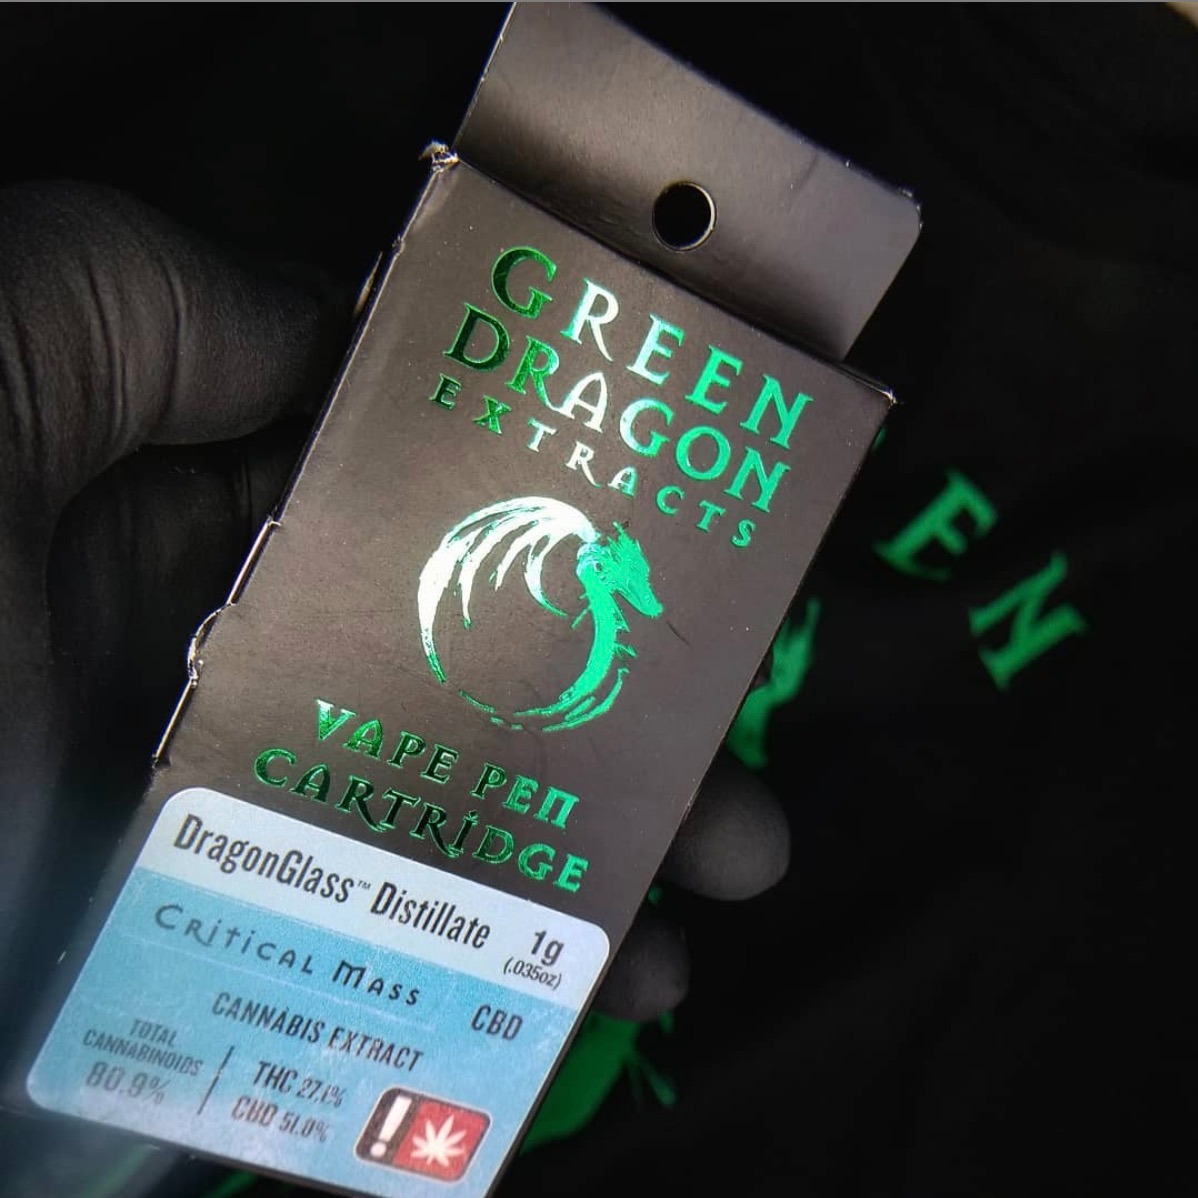 GREEN
DRAGON
EXTRACTS
VAPE PEN
CARTRIDGE
DragonGlass™ Distillate 1g
(.035oz)
CRITICAL MASS CBD
CANNABIS EXTRACT
TOTAL
CANNABINOIDS
80.9%
THC 27.1%
CBD 51.0%
!
EN